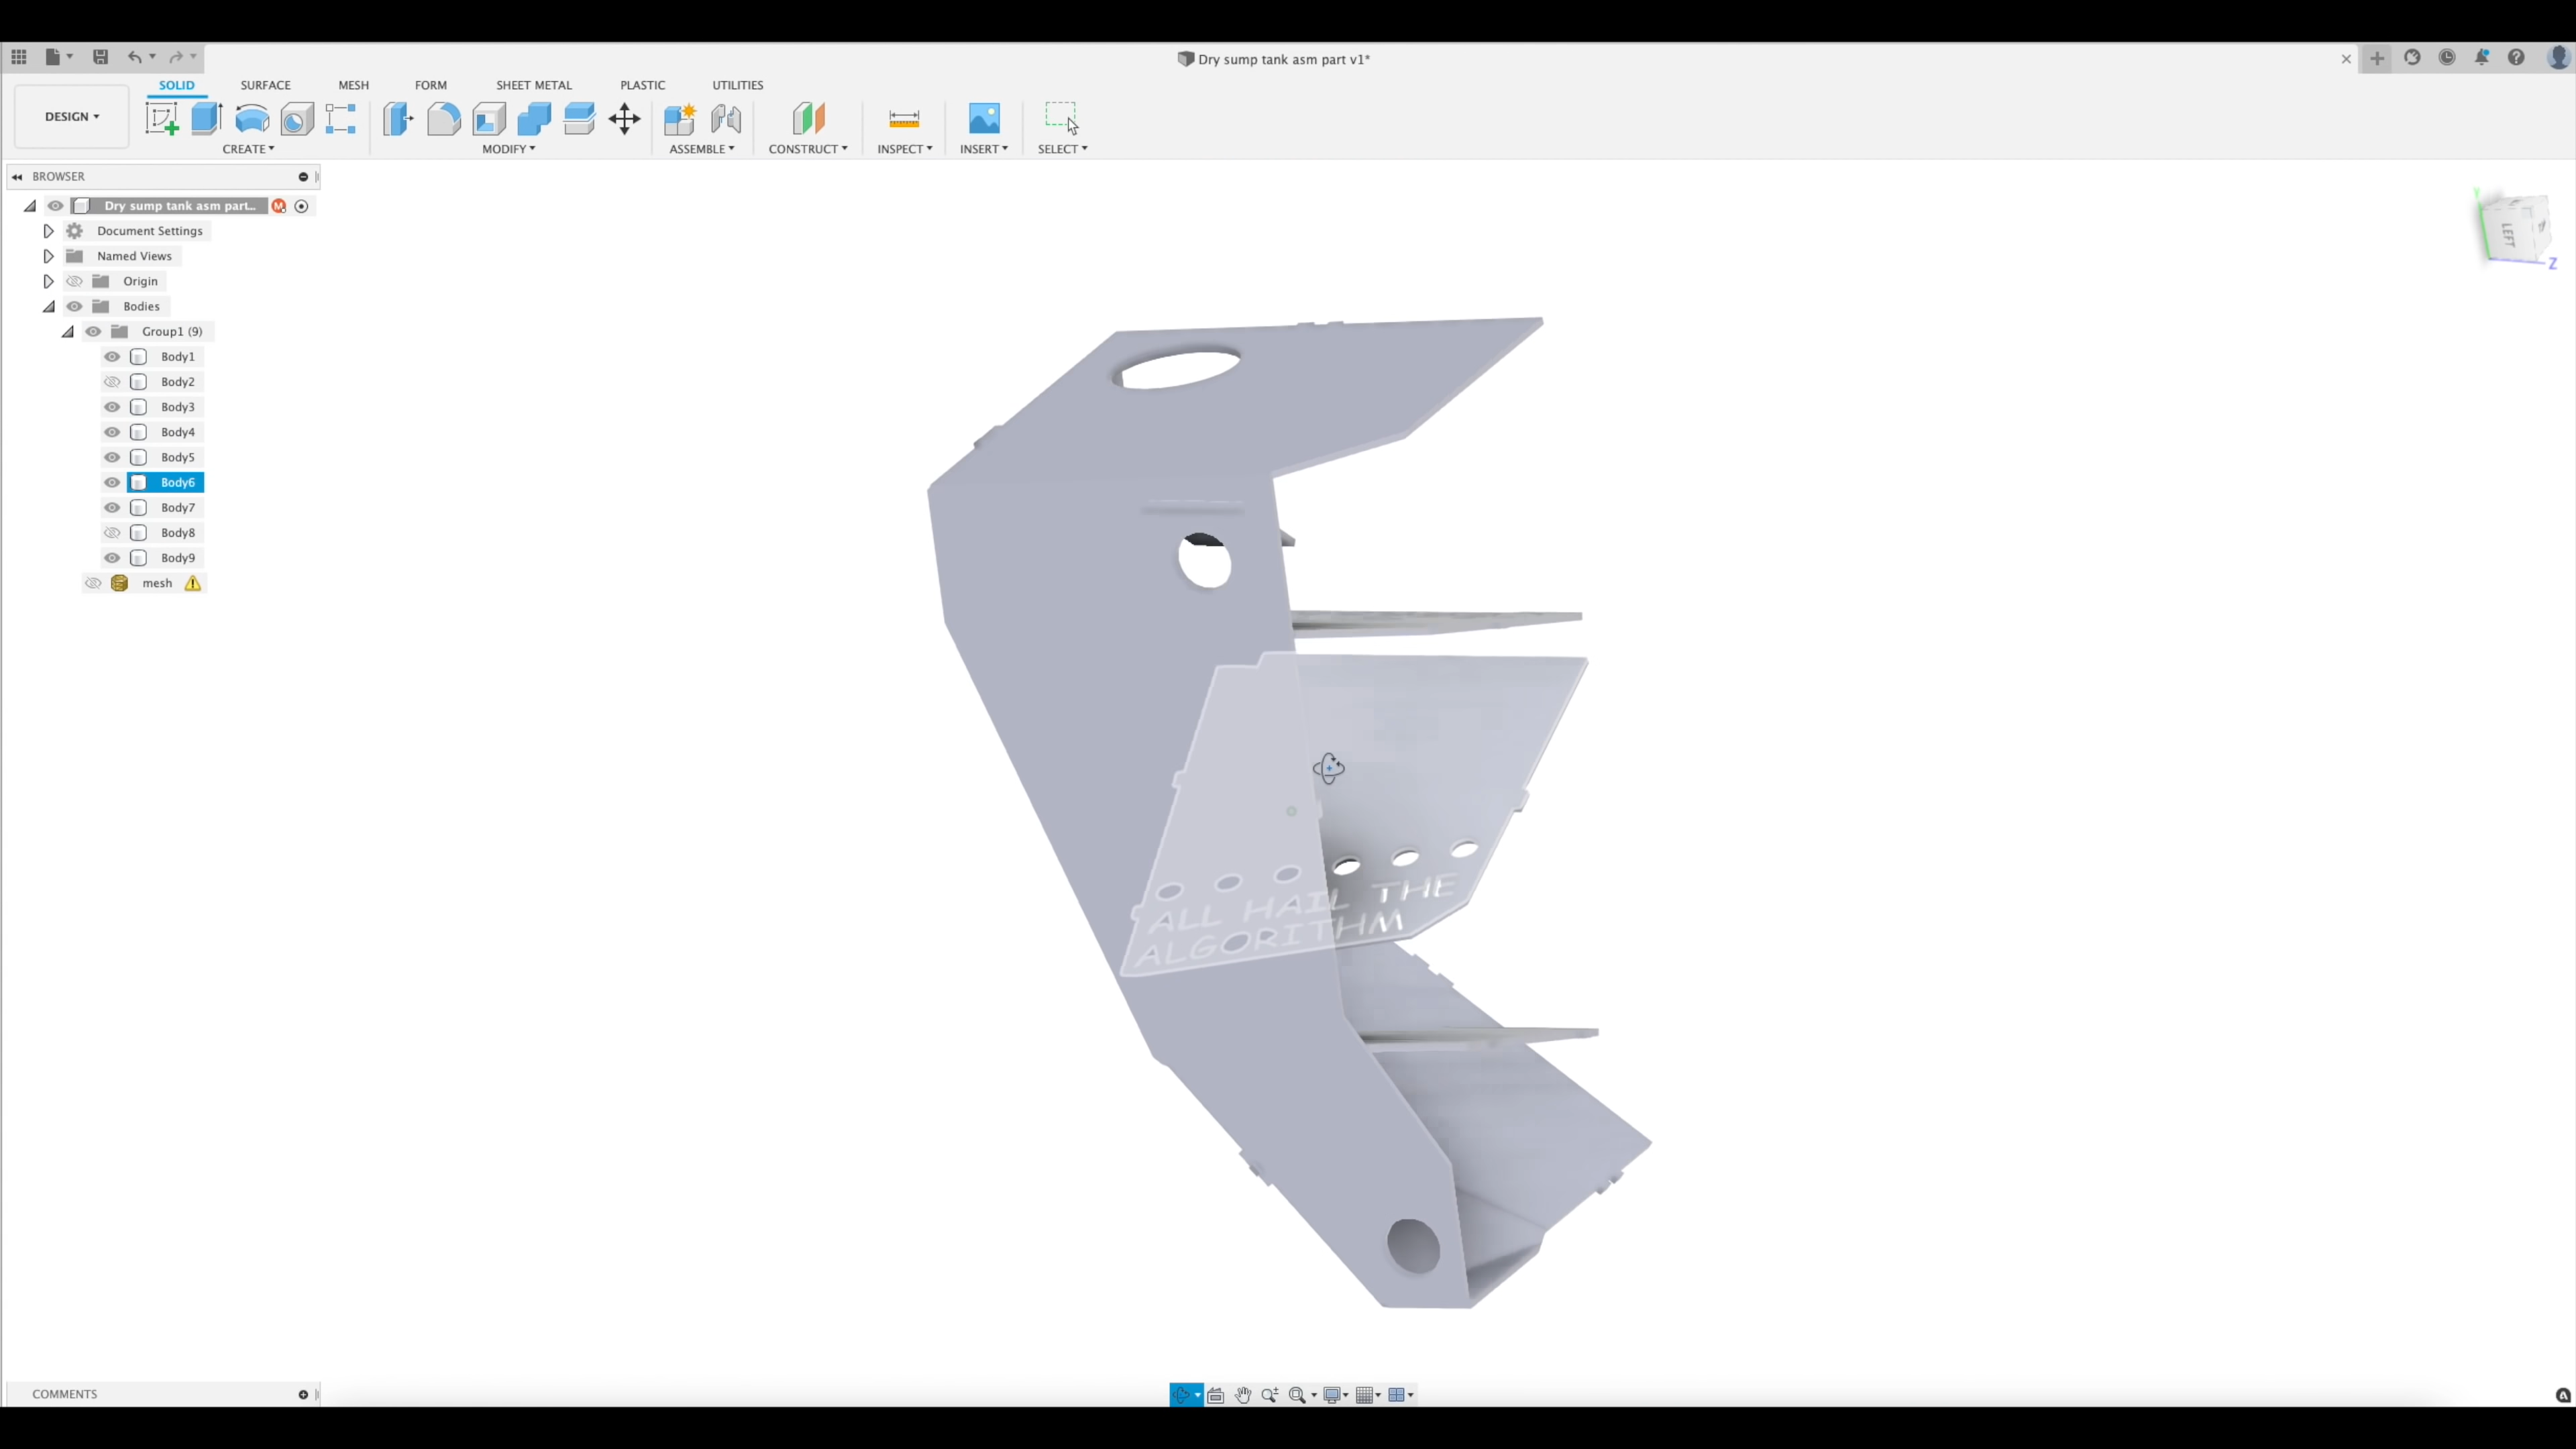 Dry sump tank asm part v1*
SOLID SURFACE MESH FORM SHEET METAL PLASTIC UTILITIES
DESIGN
CREATE MODIFY ASSEMBLE CONSTRUCT INSPECT INSERT SELECT
BROWSER
Dry sump tank asm part... M
Document Settings
Named Views
Origin
Bodies
Group1 (9)
Body1
Body2
Body3
Body4
Body5
Body6
Body7
Body8
Body9
mesh
Y
LEFT
Z
ALL HAIL THE
ALGORITHM
COMMENTS